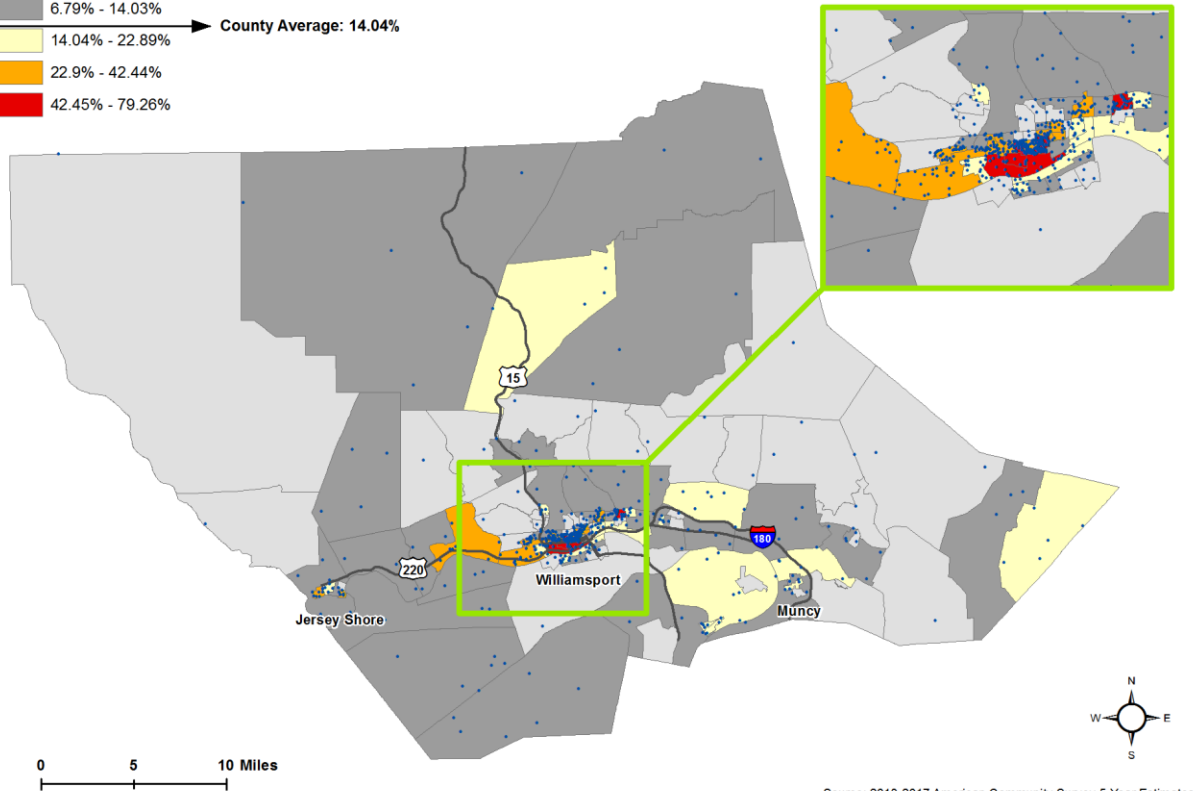 6.79% - 14.03%
County Average: 14.04%
14.04% - 22.89%
22.9% - 42.44%
42.45% - 79.26%
15
180
220
Williamsport
Jersey Shore
Muncy
N
W E
S
0 5 10 Miles